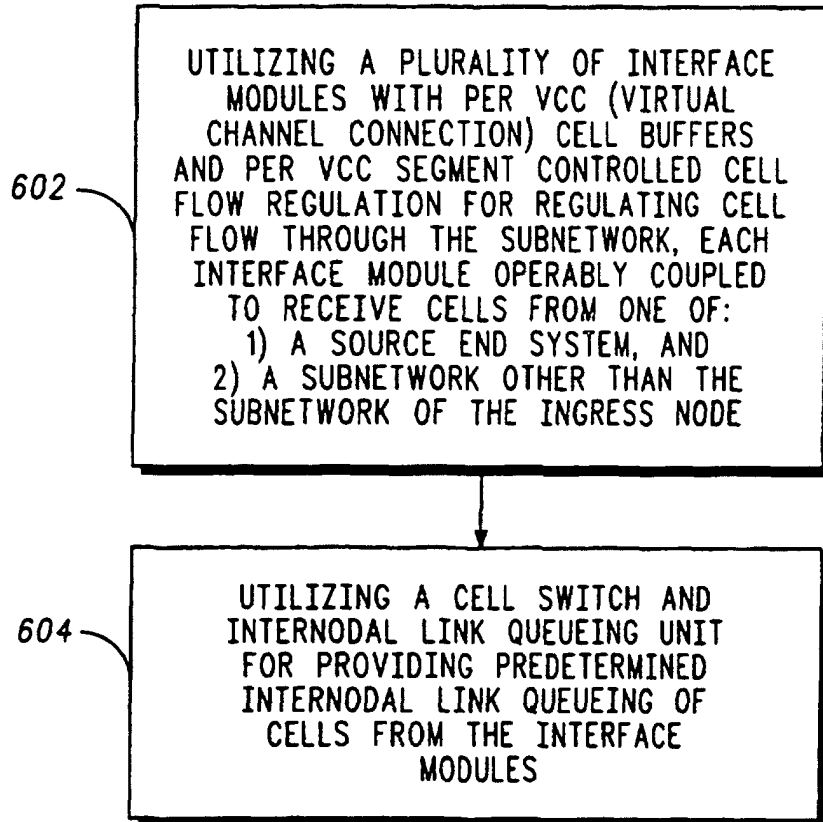 602
UTILIZING A PLURALITY OF INTERFACE
MODULES WITH PER VCC (VIRTUAL
CHANNEL CONNECTION) CELL BUFFERS
AND PER VCC SEGMENT CONTROLLED CELL
FLOW REGULATION FOR REGULATING CELL
FLOW THROUGH THE SUBNETWORK, EACH
INTERFACE MODULE OPERABLY COUPLED
TO RECEIVE CELLS FROM ONE OF:
1) A SOURCE END SYSTEM, AND
2) A SUBNETWORK OTHER THAN THE
SUBNETWORK OF THE INGRESS NODE
604
UTILIZING A CELL SWITCH AND
INTERNODAL LINK QUEUEING UNIT
FOR PROVIDING PREDETERMINED
INTERNODAL LINK QUEUEING OF
CELLS FROM THE INTERFACE
MODULES